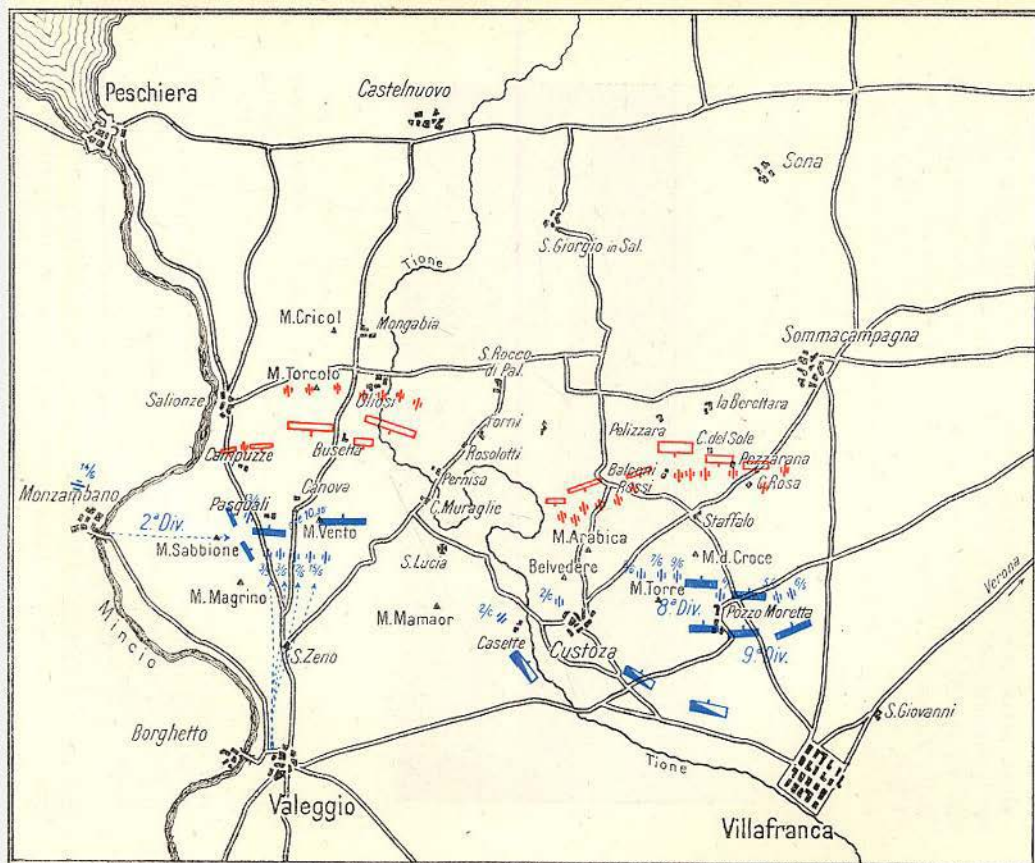 Peschiera
Castelnuovo
Sona
S. Giorgio in Sal.
Tione
M. Cricol
Mongabia
Sommacampagna
S. Rocco
di Pal.
M. Torcolo
Oliosi
Salionze
la Berettara
Forni
Pelizzara
C. del Sole
Campuzze
Busetta
Rosolotti
Pezzarana
Pernisa
Balconi
Rossi
C. Rosa
Monzambano
Canova
C. Muraglie
Pasquali
Staffalo
2ª Div.
M. Vento
M. Arabica
M. Sabbione
S. Lucia
Belvedere
M. d. Croce
M. Torre
8ª Div.
M. Magrino
M. Mamaor
Pozzo Moretta
Verona
Mincio
S. Zeno
Casette
Custoza
9ª Div.
S. Giovanni
Borghetto
Tione
Valeggio
Villafranca